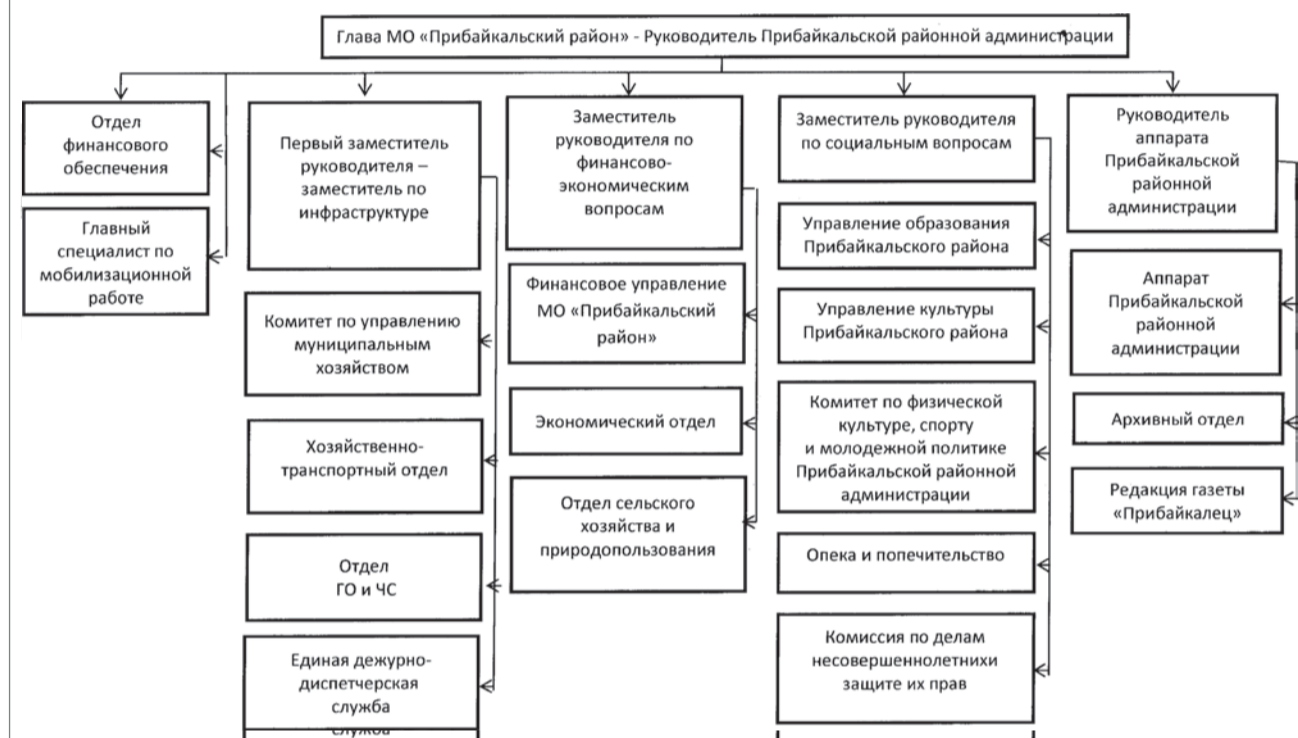 Глава МО «Прибайкальский район» - Руководитель Прибайкальской районной администрации
Отдел
финансового
обеспечения
Главный
специалист по
мобилизационной
работе
Первый заместитель
руководителя –
заместитель по
инфраструктуре
Комитет по управлению
муниципальным
хозяйством
Хозяйственно-
транспортный отдел
Отдел
ГО и ЧС
Единая дежурно-
диспетчерская
служба
служба
Заместитель
руководителя по
финансово-
экономическим
вопросам
Финансовое управление
МО «Прибайкальский
район»
Экономический отдел
Отдел сельского
хозяйства и
природопользования
Заместитель руководителя
по социальным вопросам
Управление образования
Прибайкальского района
Управление культуры
Прибайкальского района
Комитет по физической
культуре, спорту
и молодежной политике
Прибайкальской районной
администрации
Опека и попечительство
Комиссия по делам
несовершеннолетнихи
защите их прав
Руководитель
аппарата
Прибайкальской
районной
администрации
Аппарат
Прибайкальской
районной
администрации
Архивный отдел
Редакция газеты
«Прибайкалец»